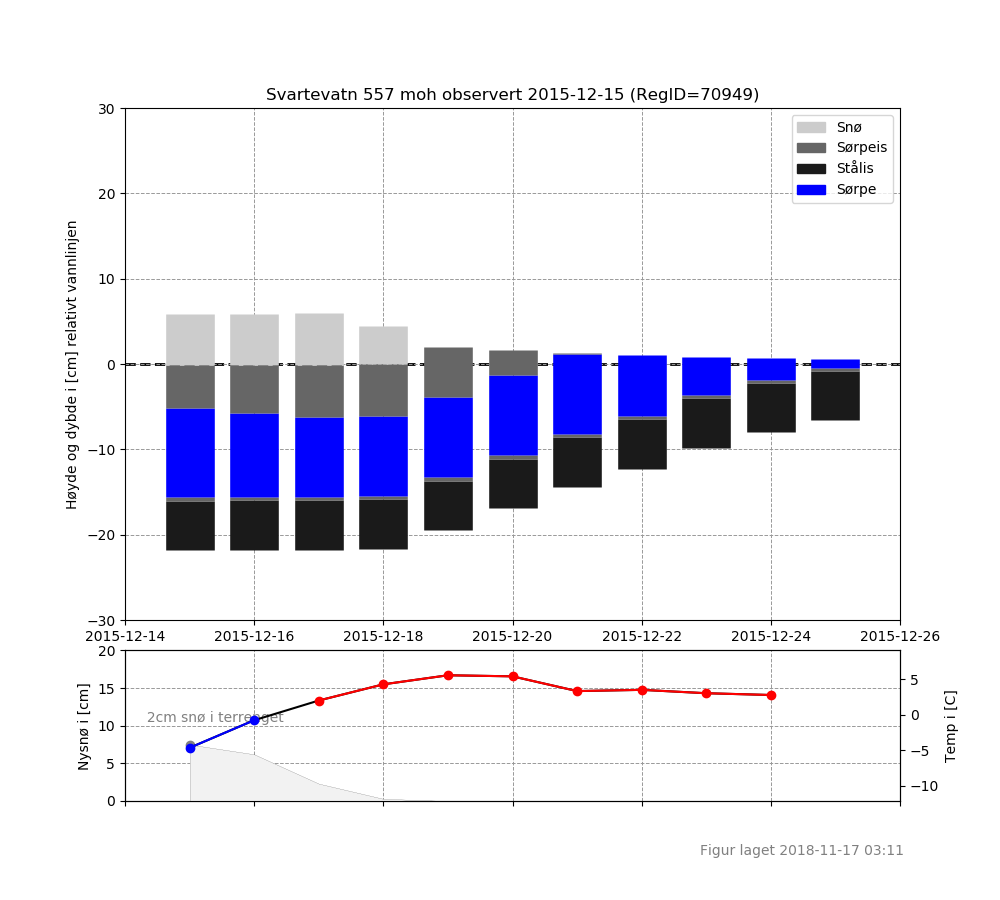 Svartevatn 557 moh observert 2015-12-15 (RegID=70949)
Høyde og dybde i [cm] relativt vannlinjen
30
20
10
0
−10
−20
−30
Snø
Sørpeis
Stålis
Sørpe
2015-12-14
2015-12-16
2015-12-18
2015-12-20
2015-12-22
2015-12-24
2015-12-26
Nysnø i [cm]
20
15
10
5
0
2cm snø i terrenget
5
0
−5
−10
Temp i [C]
Figur laget 2018-11-17 03:11